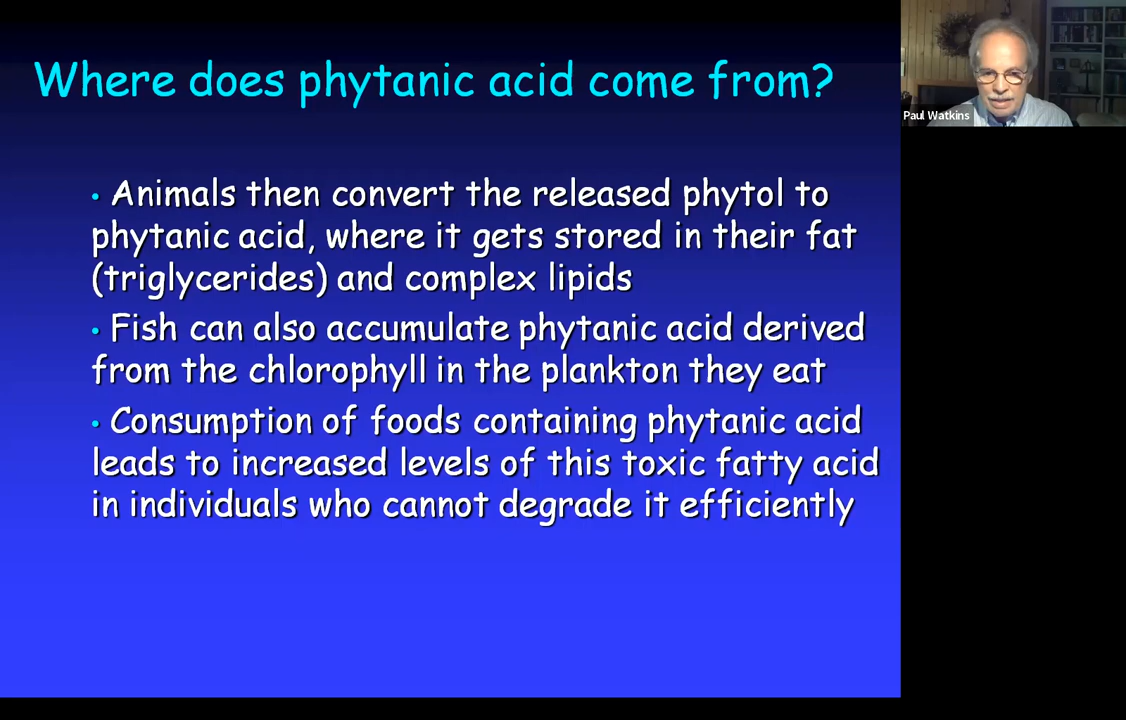 Where does phytanic acid come from?
Paul Watkins
• Animals then convert the released phytol to
phytanic acid, where it gets stored in their fat
(triglycerides) and complex lipids
• Fish can also accumulate phytanic acid derived
from the chlorophyll in the plankton they eat
• Consumption of foods containing phytanic acid
leads to increased levels of this toxic fatty acid
in individuals who cannot degrade it efficiently